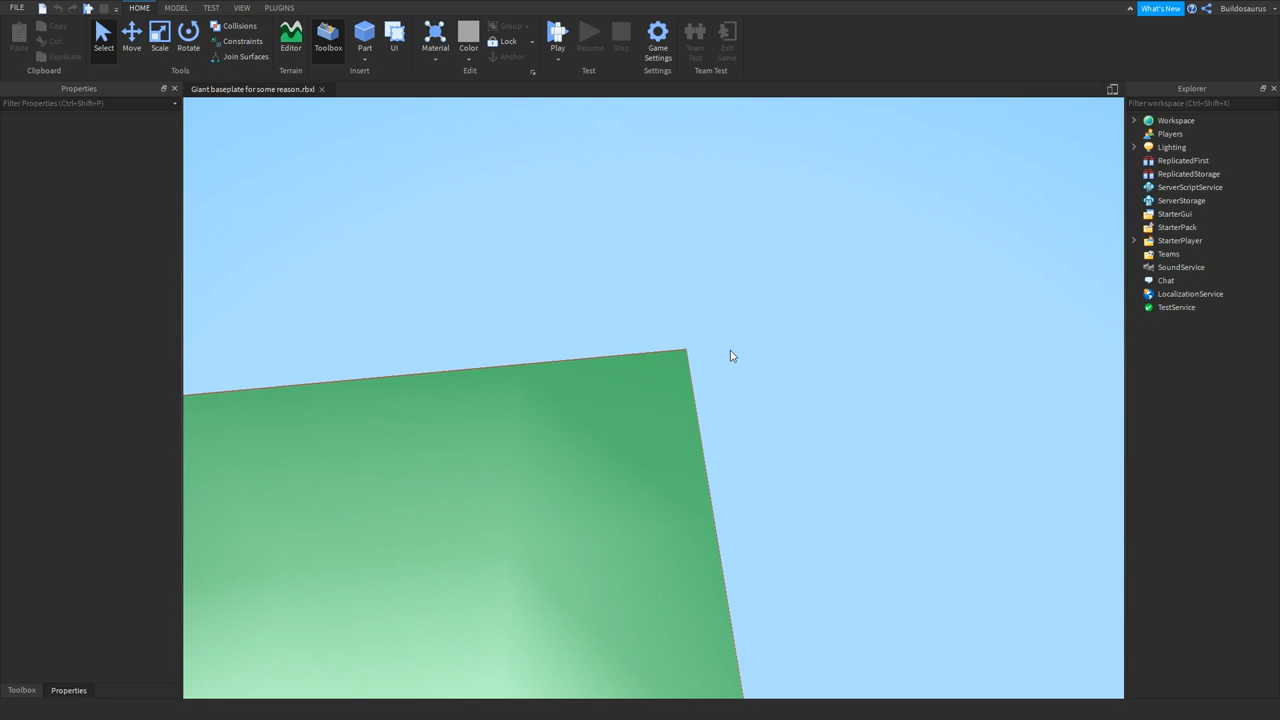 FILE HOME MODEL TEST VIEW PLUGINS What's New Buildosaurus
Paste Copy Cut Duplicate Select Move Scale Rotate Collisions Constraints Join Surfaces Editor Toolbox Part UI Material Color Group Lock Anchor Play Resume Stop Game Settings Team Test Exit Game
Clipboard Tools Terrain Insert Edit Test Settings Team Test
Properties
Filter Properties (Ctrl+Shift+P)
Toolbox Properties
Giant baseplate for some reason.rbxl
Explorer
Filter workspace (Ctrl+Shift+X)
Workspace
Players
Lighting
ReplicatedFirst
ReplicatedStorage
ServerScriptService
ServerStorage
StarterGui
StarterPack
StarterPlayer
Teams
SoundService
Chat
LocalizationService
TestService